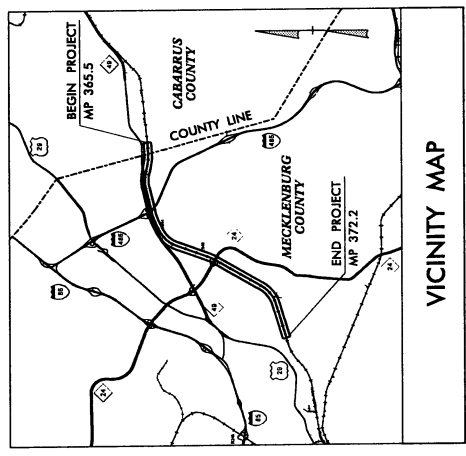 BEGIN PROJECT
MP 365.5
CABARRUS
COUNTY
COUNTY LINE
MECKLENBURG
COUNTY
END PROJECT
MP 372.2
49
29
485
485
85
24
49
24
29
24
85
VICINITY MAP